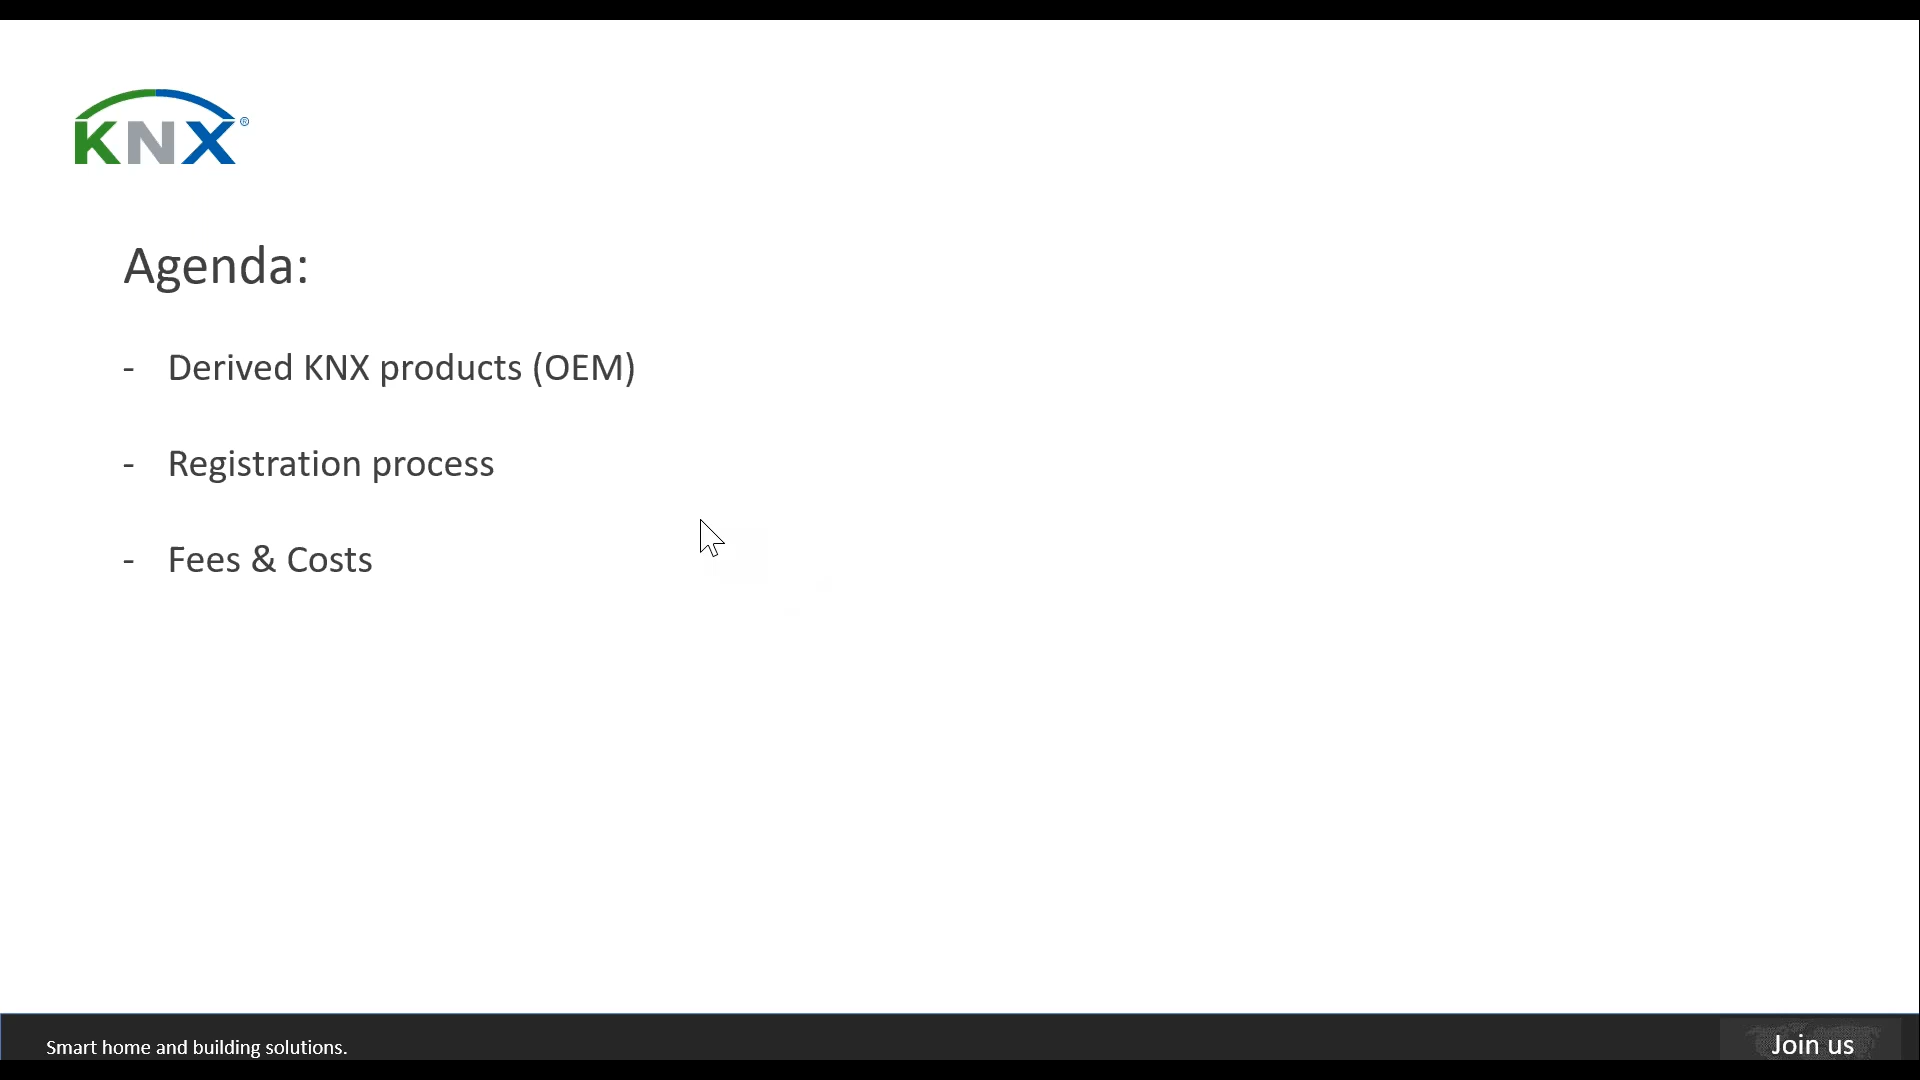 KNX®
Agenda:
- Derived KNX products (OEM)
- Registration process
- Fees & Costs
Smart home and building solutions.
Join us